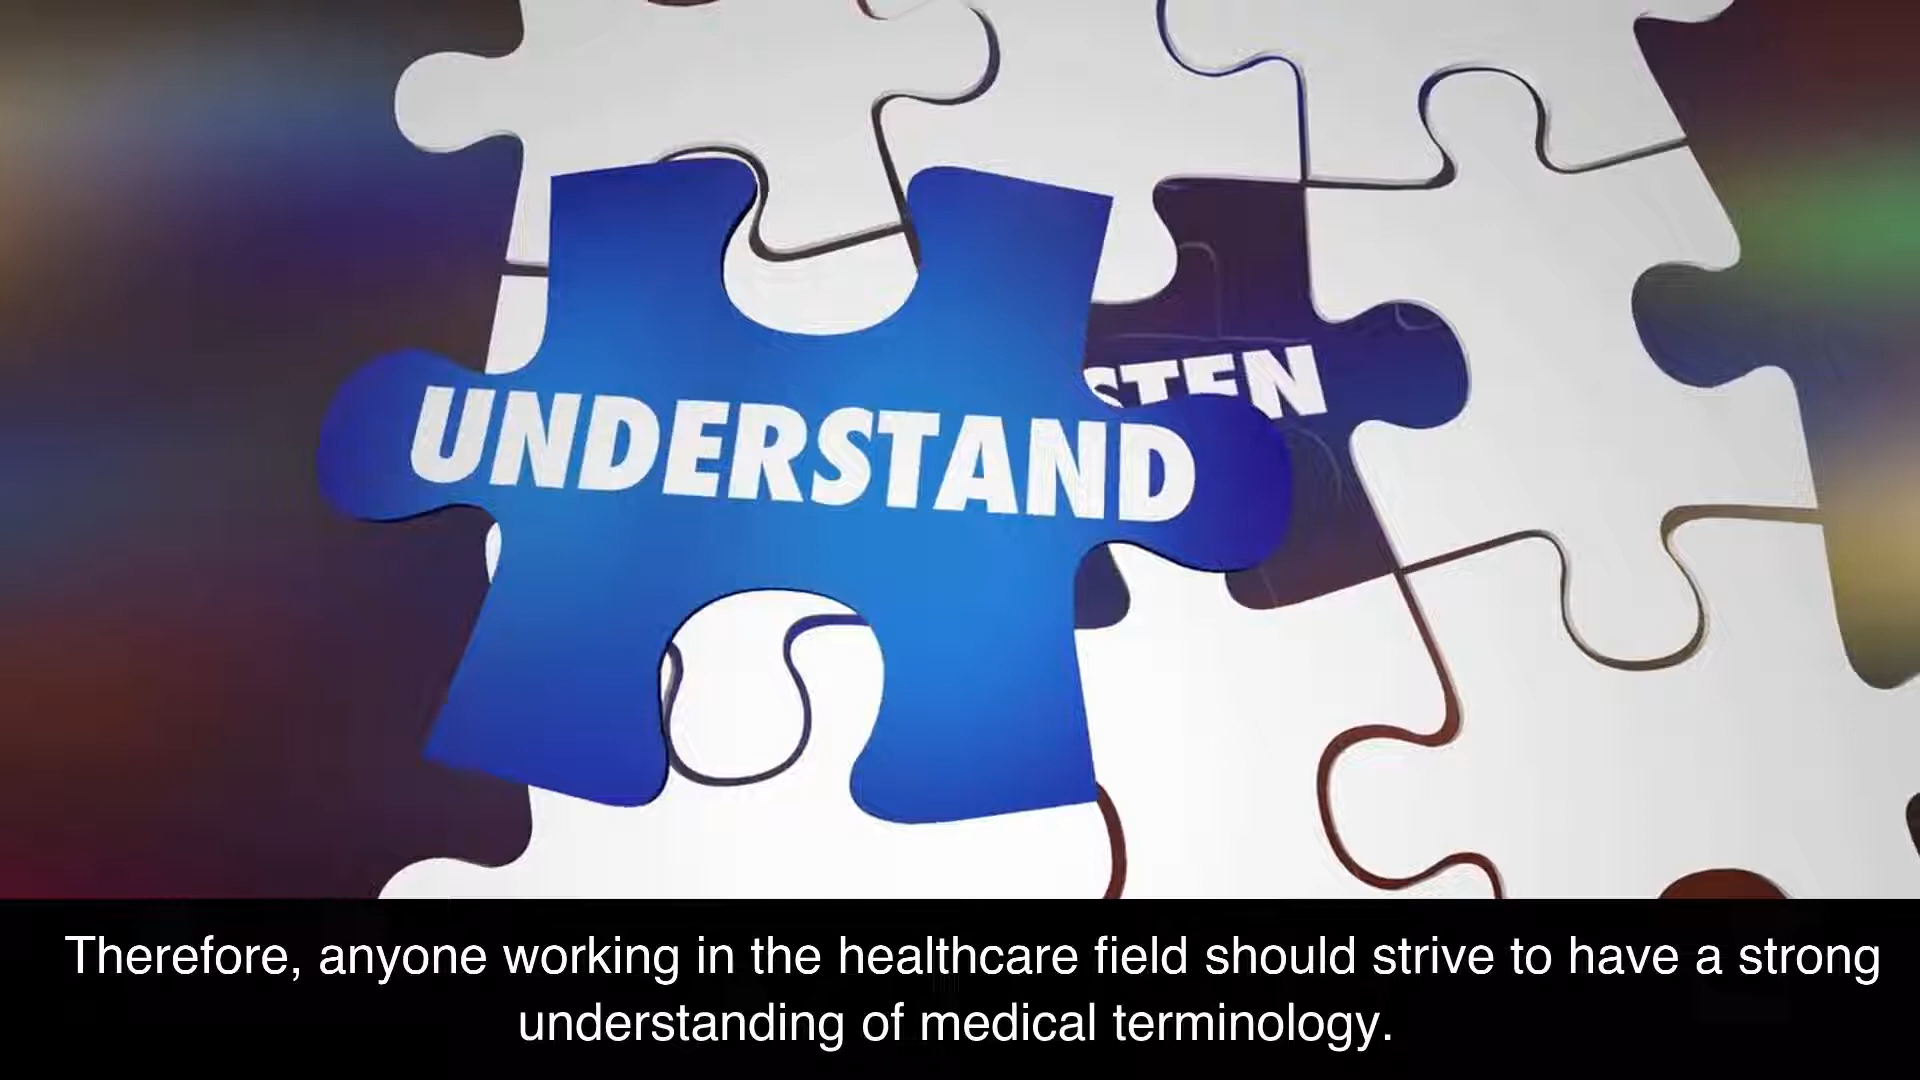 UNDERSTAND
Therefore, anyone working in the healthcare field should strive to have a strong
understanding of medical terminology.